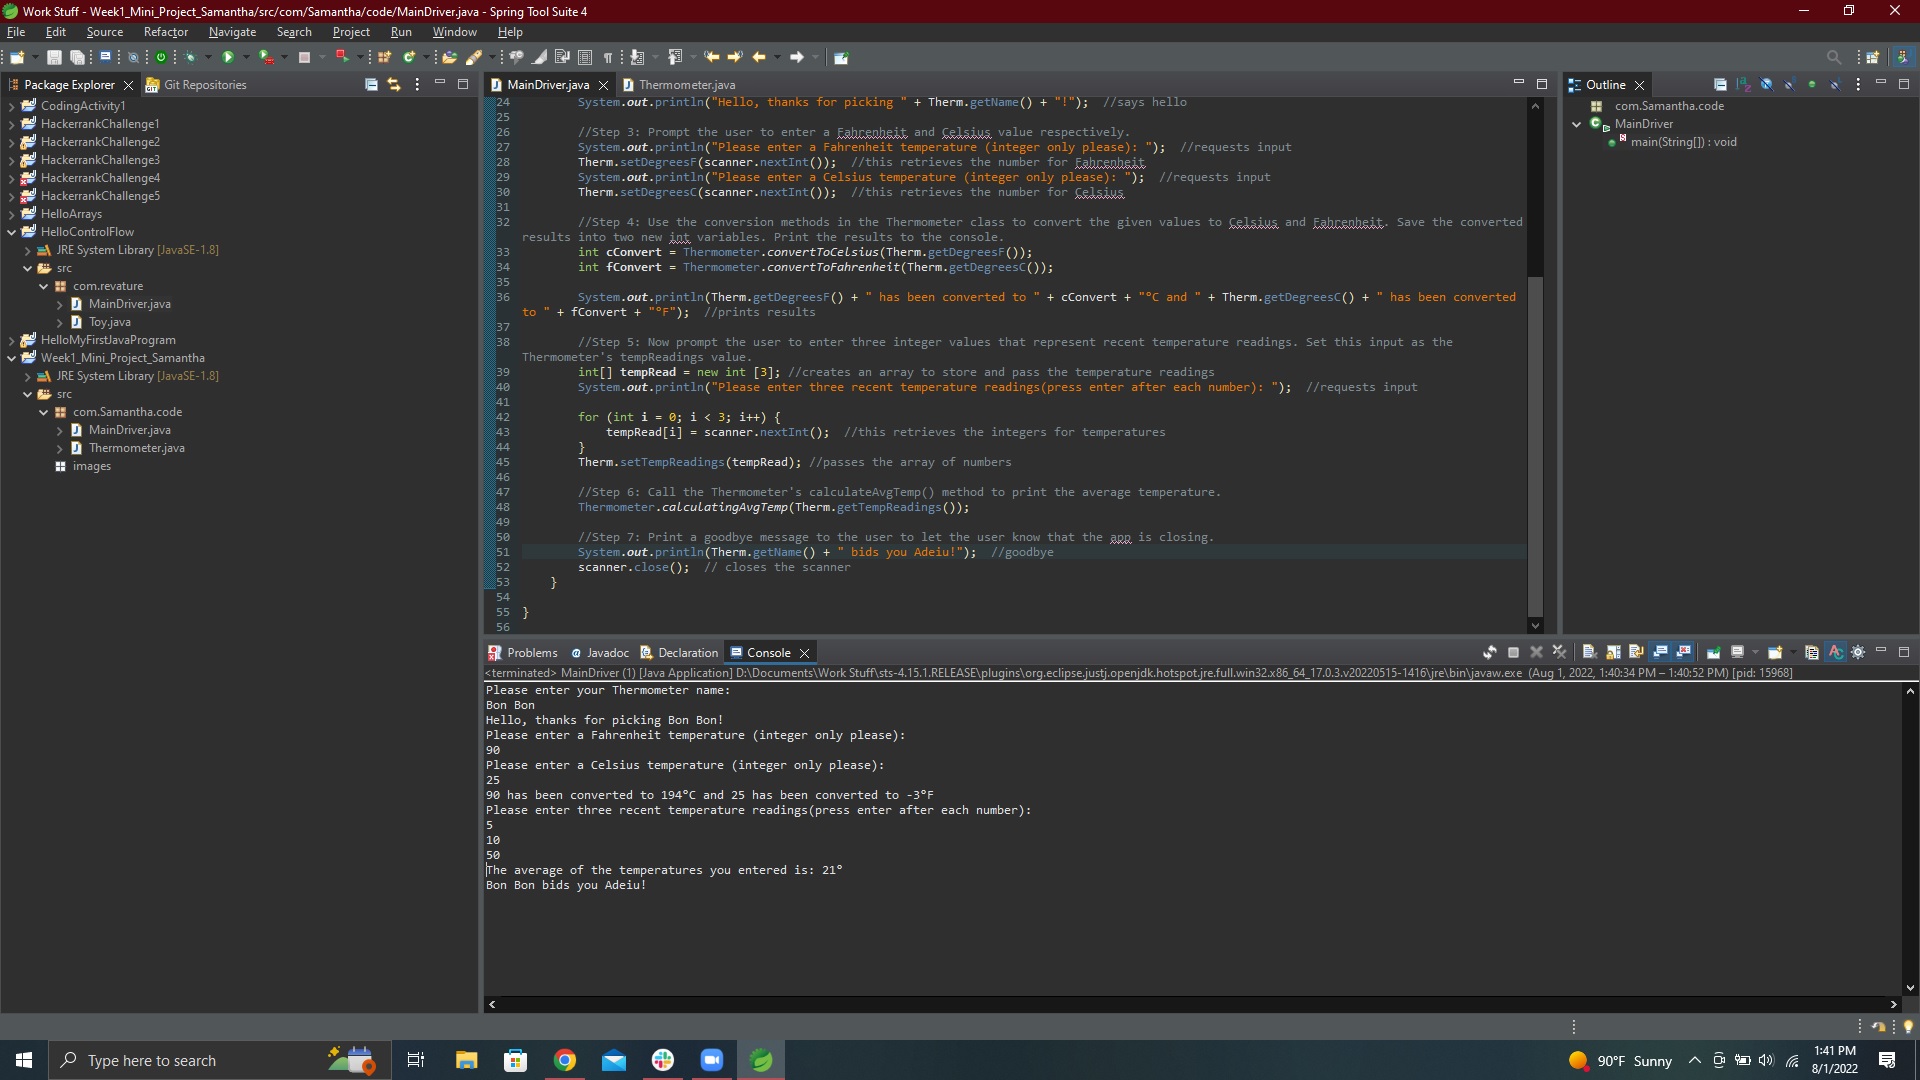 Work Stuff - Week1_Mini_Project_Samantha/src/com/Samantha/code/MainDriver.java - Spring Tool Suite 4
File Edit Source Refactor Navigate Search Project Run Window Help
Package Explorer Git Repositories
CodingActivity1
HackerrankChallenge1
HackerrankChallenge2
HackerrankChallenge3
HackerrankChallenge4
HackerrankChallenge5
HelloArrays
HelloControlFlow
JRE System Library [JavaSE-1.8]
src
com.revature
MainDriver.java
Toy.java
HelloMyFirstJavaProgram
Week1_Mini_Project_Samantha
JRE System Library [JavaSE-1.8]
src
com.Samantha.code
MainDriver.java
Thermometer.java
images
MainDriver.java Thermometer.java
24 System.out.println("Hello, thanks for picking " + Therm.getName() + "!"); //says hello
25
26 //Step 3: Prompt the user to enter a Fahrenheit and Celsius value respectively.
27 System.out.println("Please enter a Fahrenheit temperature (integer only please): "); //requests input
28 Therm.setDegreesF(scanner.nextInt()); //this retrieves the number for Fahrenheit
29 System.out.println("Please enter a Celsius temperature (integer only please): "); //requests input
30 Therm.setDegreesC(scanner.nextInt()); //this retrieves the number for Celsius
31
32 //Step 4: Use the conversion methods in the Thermometer class to convert the given values to Celsius and Fahrenheit. Save the converted
results into two new int variables. Print the results to the console.
33 int cConvert = Thermometer.convertToCelsius(Therm.getDegreesF());
34 int fConvert = Thermometer.convertToFahrenheit(Therm.getDegreesC());
35
36 System.out.println(Therm.getDegreesF() + " has been converted to " + cConvert + "°C and " + Therm.getDegreesC() + " has been converted
to " + fConvert + "°F"); //prints results
37
38 //Step 5: Now prompt the user to enter three integer values that represent recent temperature readings. Set this input as the
Thermometer's tempReadings value.
39 int[] tempRead = new int [3]; //creates an array to store and pass the temperature readings
40 System.out.println("Please enter three recent temperature readings(press enter after each number): "); //requests input
41
42 for (int i = 0; i < 3; i++) {
43 tempRead[i] = scanner.nextInt(); //this retrieves the integers for temperatures
44 }
45 Therm.setTempReadings(tempRead); //passes the array of numbers
46
47 //Step 6: Call the Thermometer's calculateAvgTemp() method to print the average temperature.
48 Thermometer.calculatingAvgTemp(Therm.getTempReadings());
49
50 //Step 7: Print a goodbye message to the user to let the user know that the app is closing.
51 System.out.println(Therm.getName() + " bids you Adeiu!"); //goodbye
52 scanner.close(); // closes the scanner
53 }
54
55 }
56
Outline
com.Samantha.code
MainDriver
main(String[]) : void
Problems Javadoc Declaration Console
<terminated> MainDriver (1) [Java Application] D:\Documents\Work Stuff\sts-4.15.1.RELEASE\plugins\org.eclipse.justj.openjdk.hotspot.jre.full.win32.x86_64_17.0.3.v20220515-1416\jre\bin\javaw.exe (Aug 1, 2022, 1:40:34 PM – 1:40:52 PM) [pid: 15968]
Please enter your Thermometer name:
Bon Bon
Hello, thanks for picking Bon Bon!
Please enter a Fahrenheit temperature (integer only please):
90
Please enter a Celsius temperature (integer only please):
25
90 has been converted to 194°C and 25 has been converted to -3°F
Please enter three recent temperature readings(press enter after each number):
5
10
50
The average of the temperatures you entered is: 21°
Bon Bon bids you Adeiu!
Type here to search
90°F Sunny
1:41 PM
8/1/2022